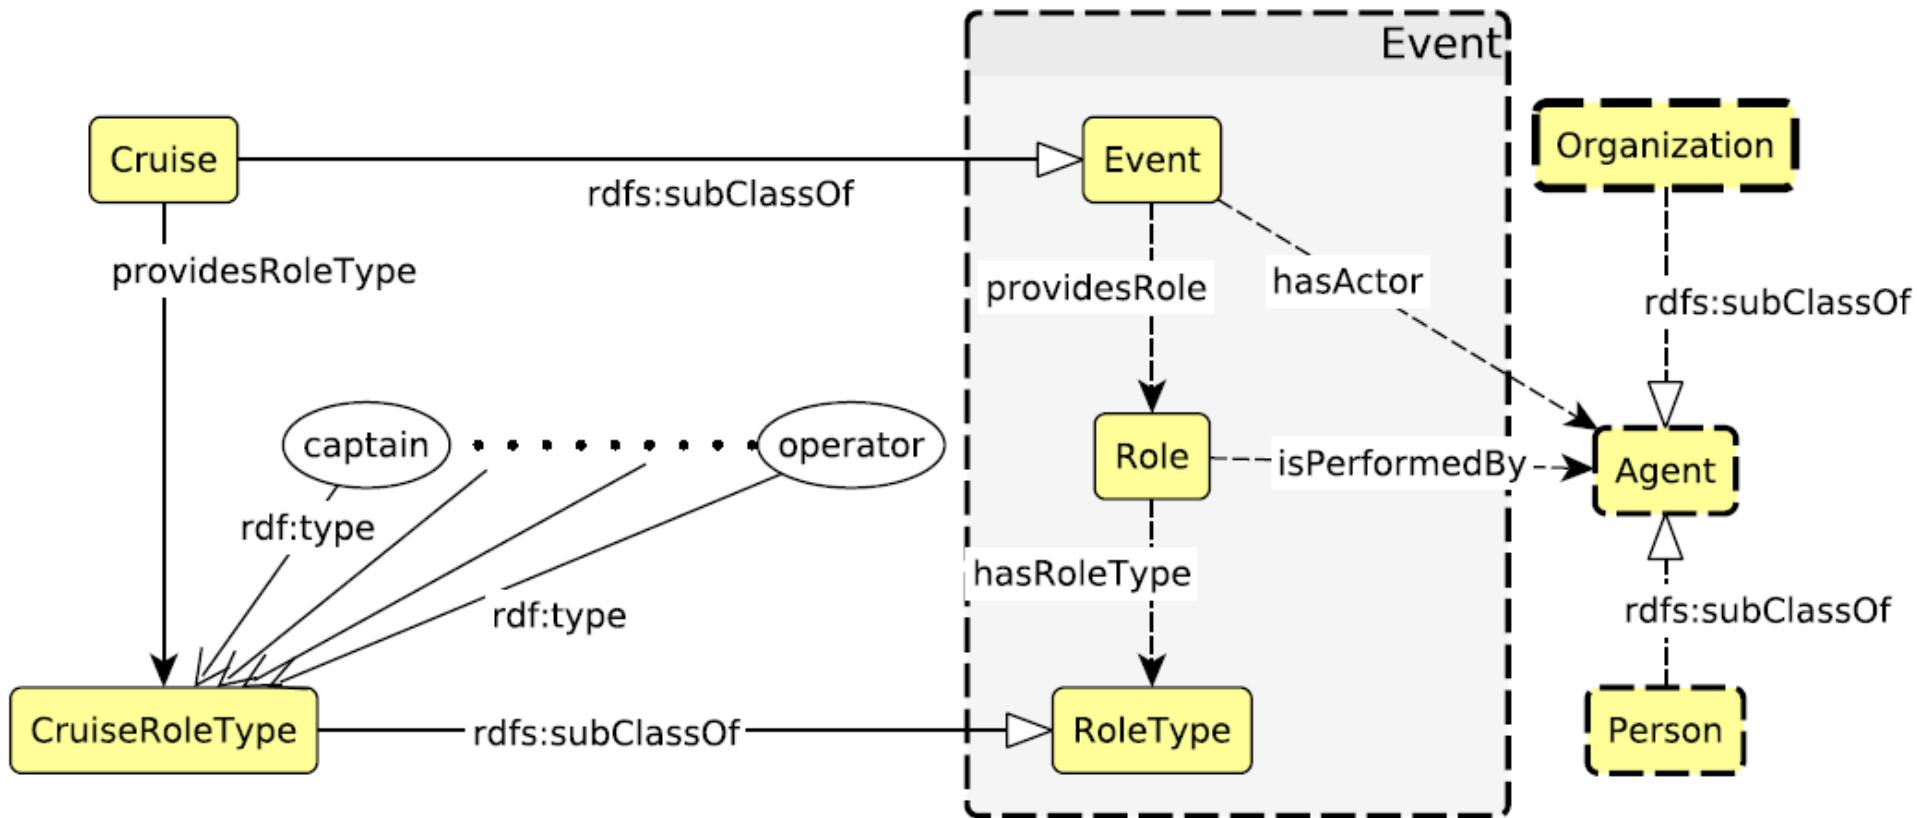 Event
Cruise
Event
Organization
rdfs:subClassOf
providesRoleType
providesRole
hasActor
rdfs:subClassOf
captain
operator
Role
isPerformedBy
Agent
rdf:type
hasRoleType
rdf:type
rdfs:subClassOf
CruiseRoleType
rdfs:subClassOf
RoleType
Person